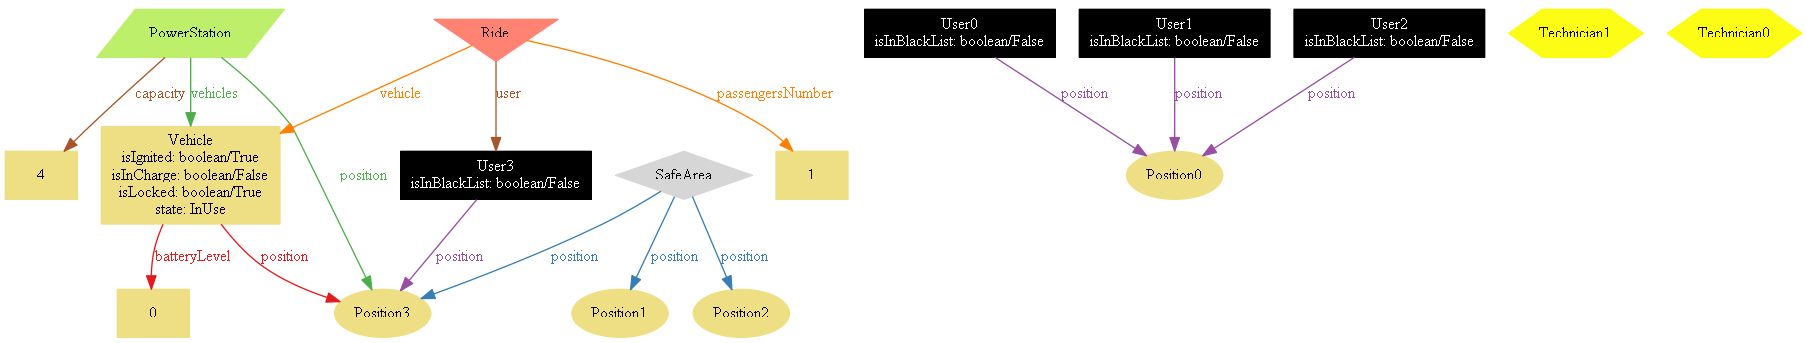 PowerStation
Ride
User0
isInBlackList: boolean/False
User1
isInBlackList: boolean/False
User2
isInBlackList: boolean/False
Technician1
Technician0
capacity
vehicles
vehicle
user
passengersNumber
position
position
position
4
Vehicle
isIgnited: boolean/True
isInCharge: boolean/False
isLocked: boolean/True
state: InUse
position
User3
isInBlackList: boolean/False
SafeArea
1
Position0
batteryLevel
position
position
position
position
position
0
Position3
Position1
Position2